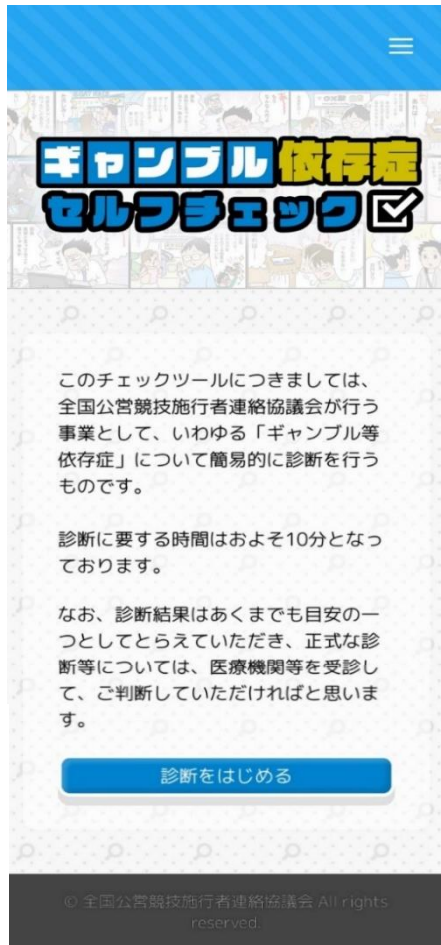 ギャンブル依存症
セルフチェック
このチェックツールにつきましては、
全国公営競技施行者連絡協議会が行う
事業として、いわゆる「ギャンブル等
依存症」について簡易的に診断を行う
ものです。
診断に要する時間はおよそ10分となっ
ております。
なお、診断結果はあくまでも目安の一
つとしてとらえていただき、正式な診
断等については、医療機関等を受診し
て、ご判断していただければと思いま
す。
診断をはじめる
© 全国公営競技施行者連絡協議会 All rights
reserved.